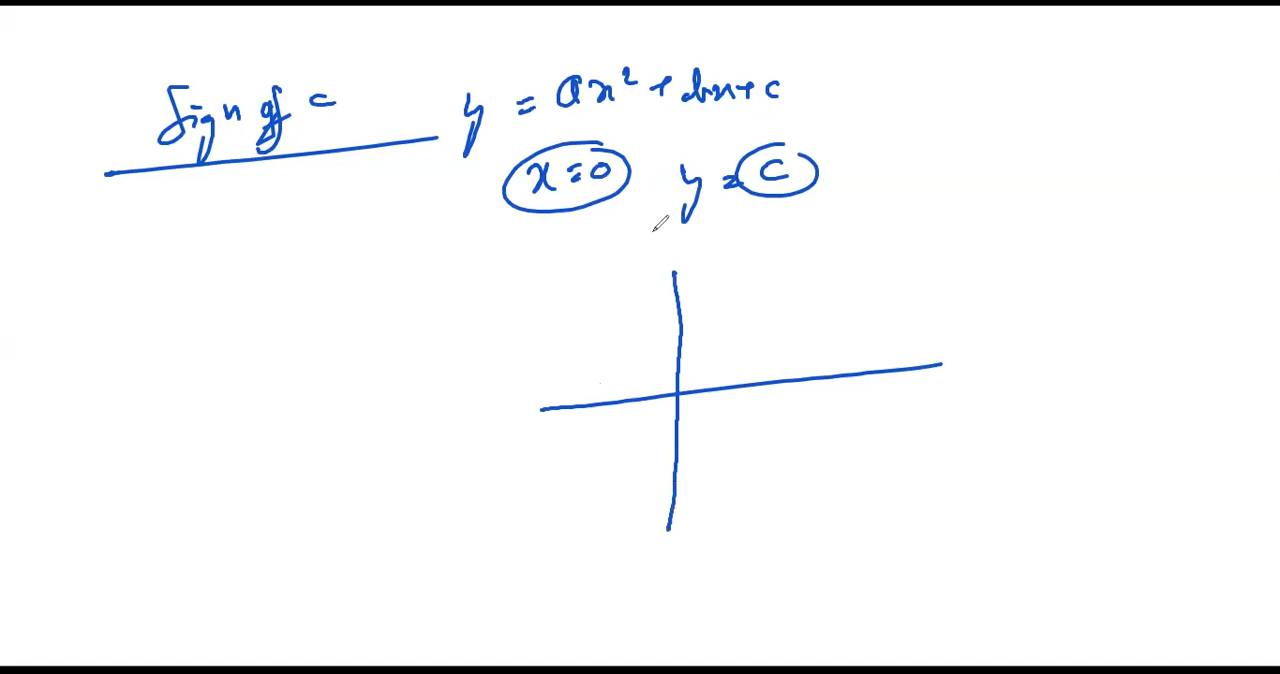 Sign of c y = ax² + bx + c
x = 0 y = c